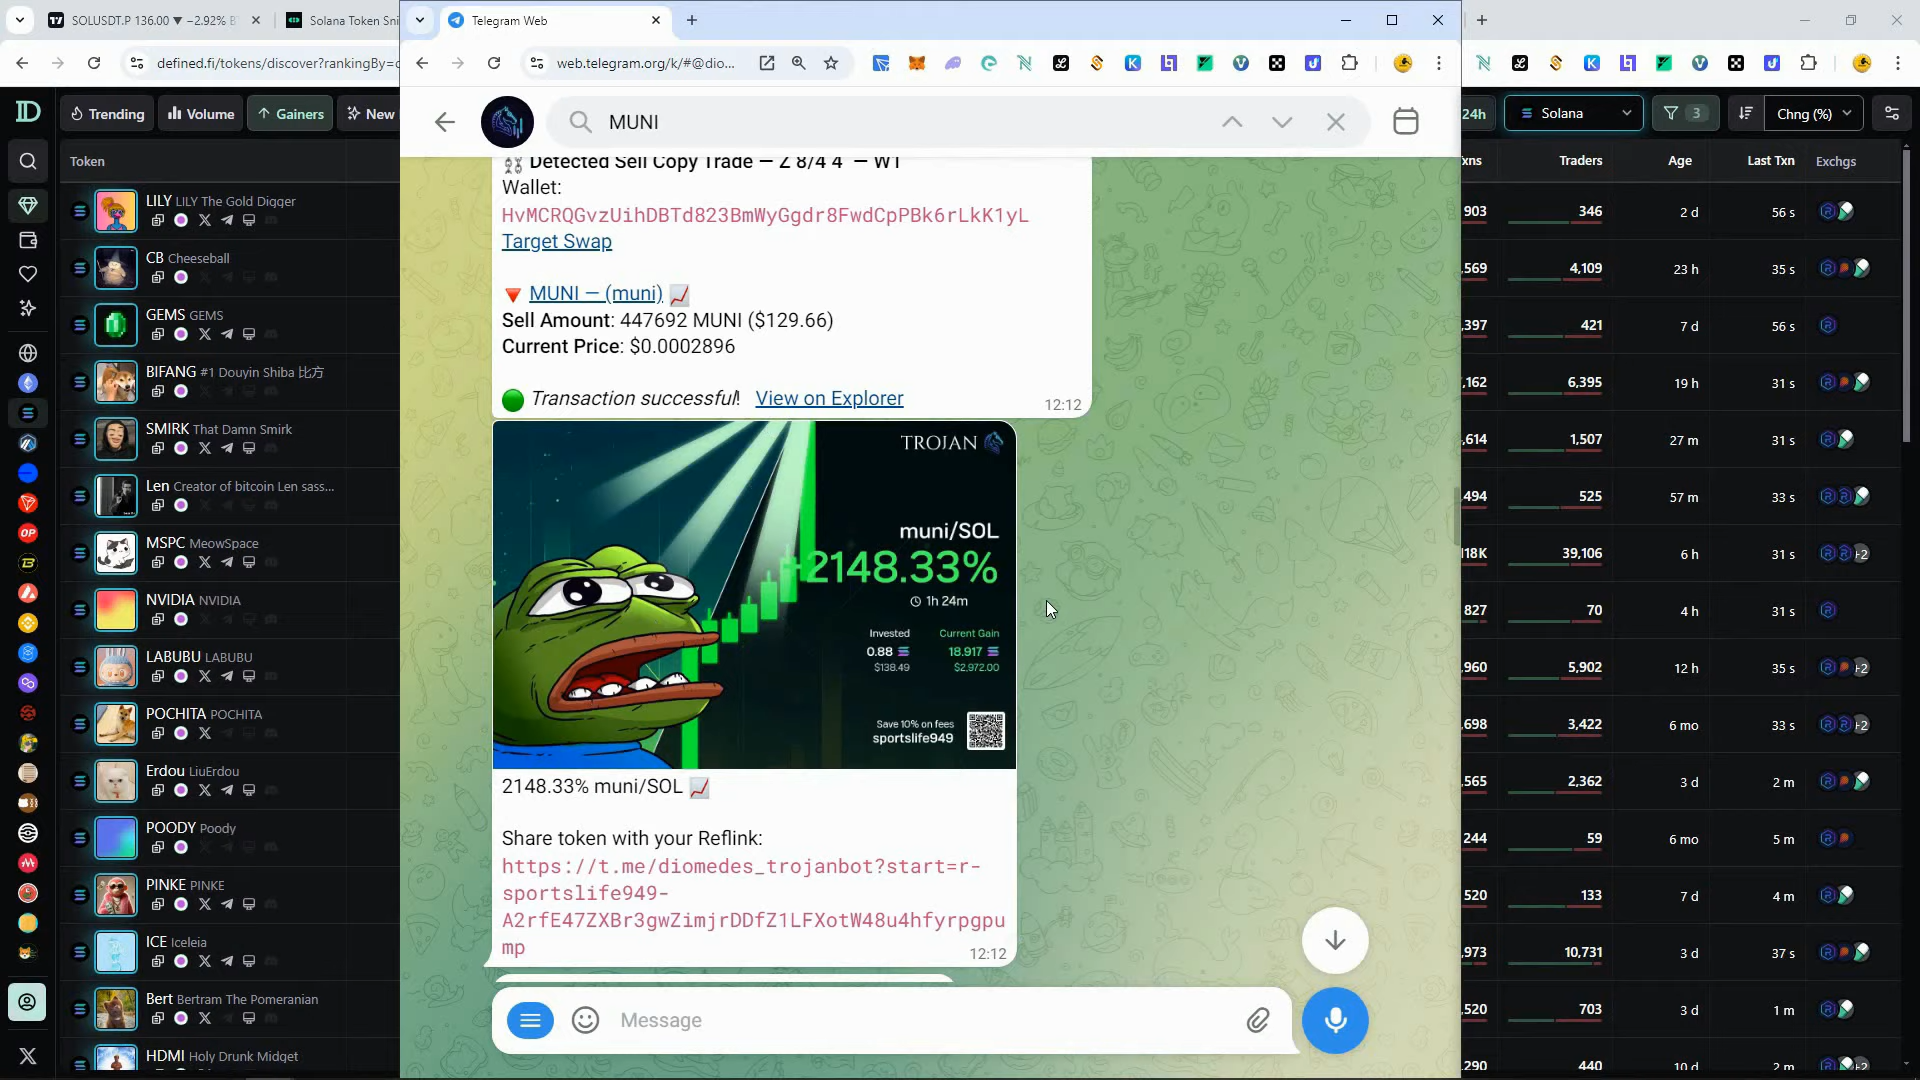 SOLUSDT.P 136.00 ▼ −2.92%
Solana Token Sni
Telegram Web
defined.fi/tokens/discover?rankingBy=c
web.telegram.org/k/#@dio...
Trending
Volume
Gainers
New
MUNI
24h
Solana
3
Chng (%)
Token
xns
Traders
Age
Last Txn
Exchgs
LILY LILY The Gold Digger
CB Cheeseball
GEMS GEMS
BIFANG #1 Douyin Shiba 比方
SMIRK That Damn Smirk
Len Creator of bitcoin Len sass...
MSPC MeowSpace
NVIDIA NVIDIA
LABUBU LABUBU
POCHITA POCHITA
Erdou LiuErdou
POODY Poody
PINKE PINKE
ICE Iceleia
Bert Bertram The Pomeranian
HDMI Holy Drunk Midget
Detected Sell Copy Trade —
Wallet:
HvMCRQGvzUihDBTd823BmWyGgdr8FwdCpPBk6rLkK1yL
Target Swap
MUNI — (muni)
Sell Amount: 447692 MUNI ($129.66)
Current Price: $0.0002896
Transaction successful! View on Explorer
12:12
TROJAN
muni/SOL
+2148.33%
1h 24m
Invested
Current Gain
0.88
18.917
$138.49
$2,972.00
Save 10% on fees
sportslife949
2148.33% muni/SOL
Share token with your Reflink:
https://t.me/diomedes_trojanbot?start=r-
sportslife949-
A2rfE47ZXBr3gwZimjrDDfZ1LFXotW48u4hfyrpgpu
mp
12:12
Message
903 346 2 d 56 s
,569 4,109 23 h 35 s
,397 421 7 d 56 s
,162 6,395 19 h 31 s
,614 1,507 27 m 31 s
,494 525 57 m 33 s
18K 39,106 6 h 31 s +2
827 70 4 h 31 s
,960 5,902 12 h 35 s +2
,698 3,422 6 mo 33 s +2
,565 2,362 3 d 2 m
244 59 6 mo 5 m
,520 133 7 d 4 m
,973 10,731 3 d 37 s
,520 703 3 d 1 m
,290 440 10 d 2 m +2